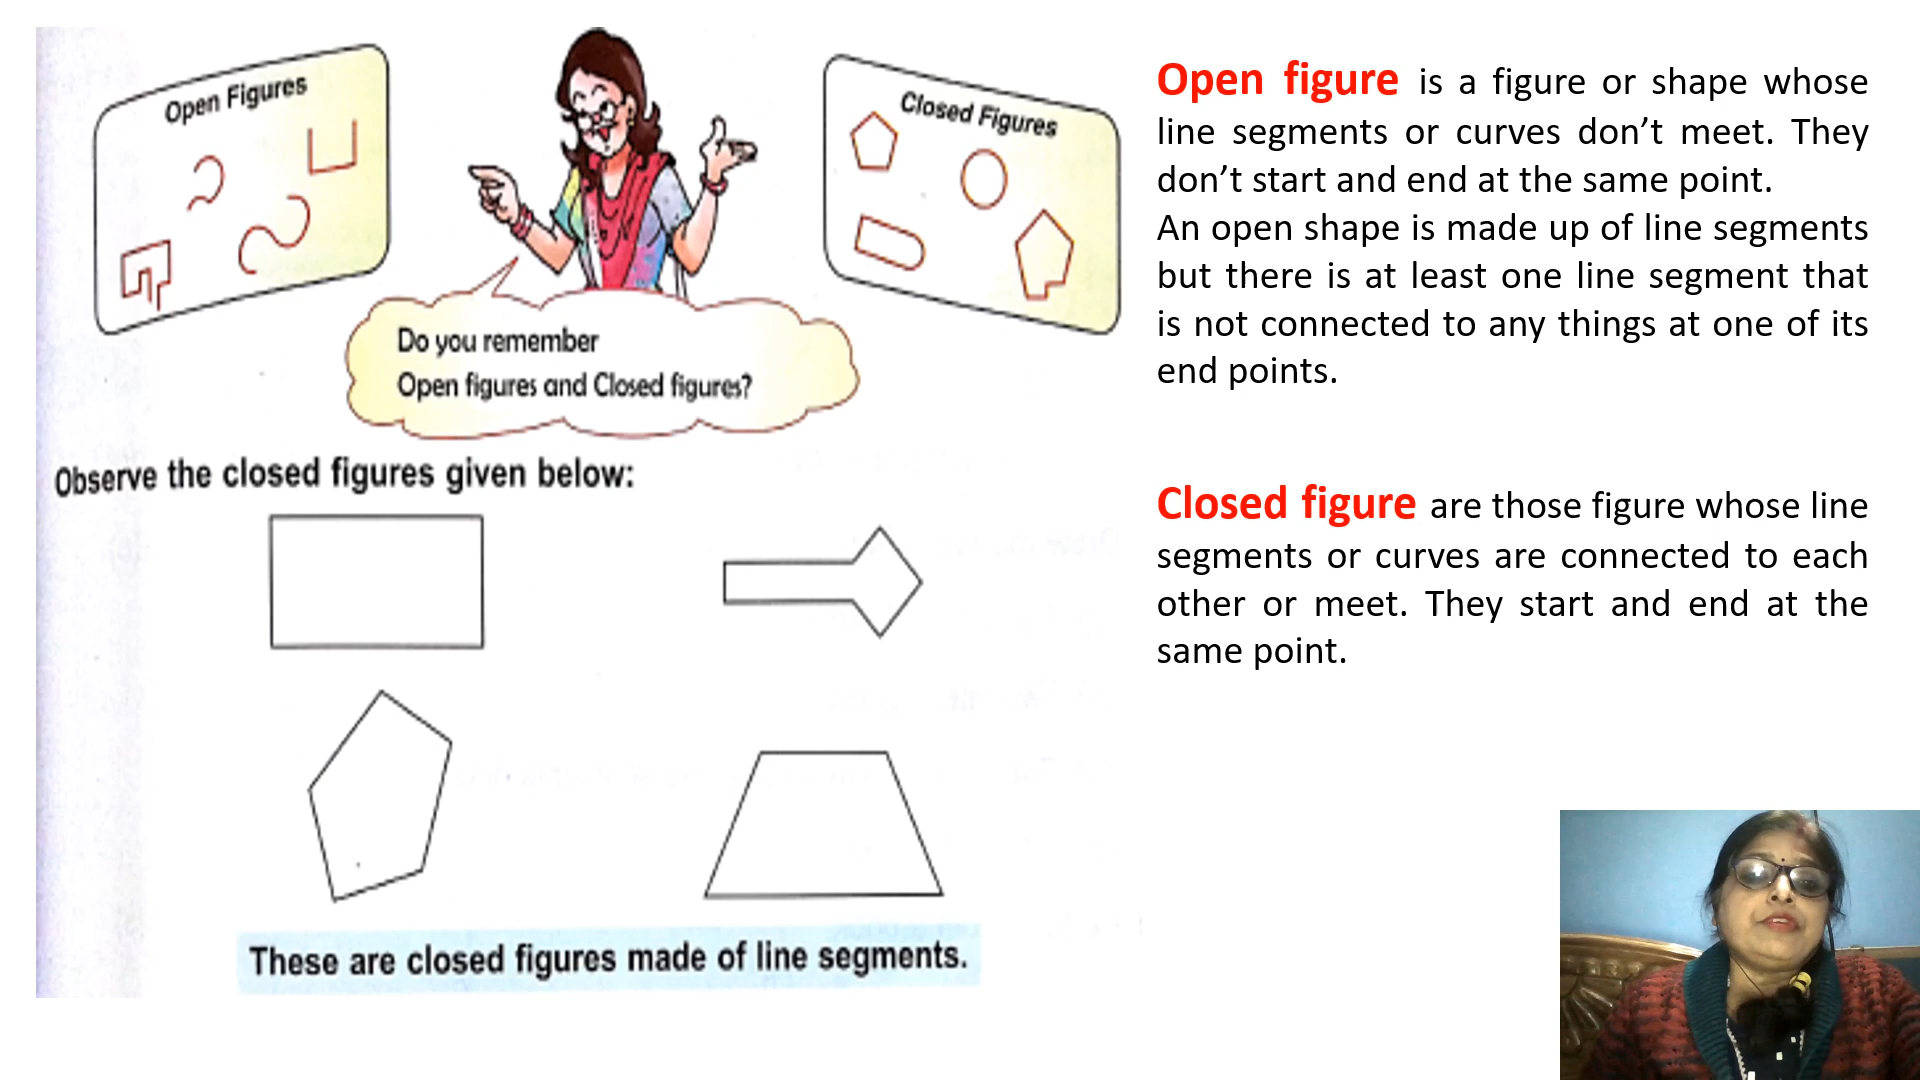 Open Figures
Closed Figures
Do you remember
Open figures and Closed figures?
Observe the closed figures given below:
These are closed figures made of line segments.
Open figure is a figure or shape whose
line segments or curves don’t meet. They
don’t start and end at the same point.
An open shape is made up of line segments
but there is at least one line segment that
is not connected to any things at one of its
end points.
Closed figure are those figure whose line
segments or curves are connected to each
other or meet. They start and end at the
same point.